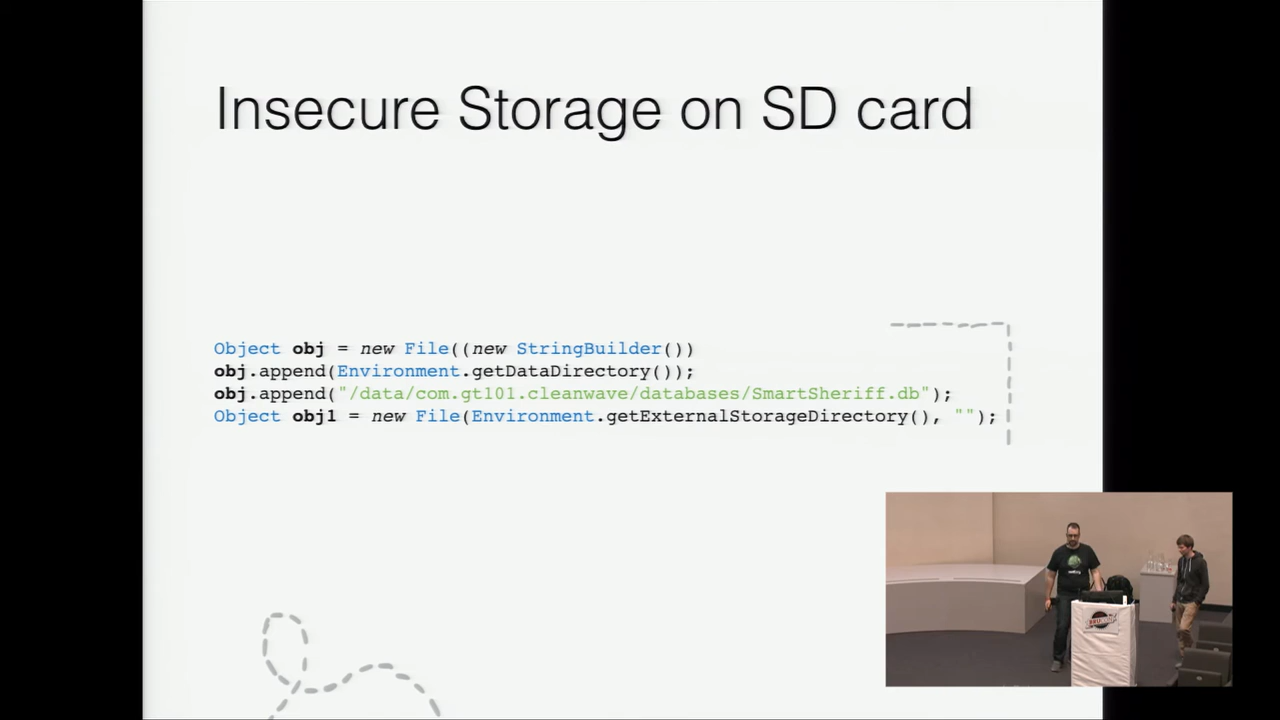 Insecure Storage on SD card
Object obj = new File((new StringBuilder())
obj.append(Environment.getDataDirectory());
obj.append("/data/com.gt101.cleanwave/databases/SmartSheriff.db");
Object obj1 = new File(Environment.getExternalStorageDirectory(), "");